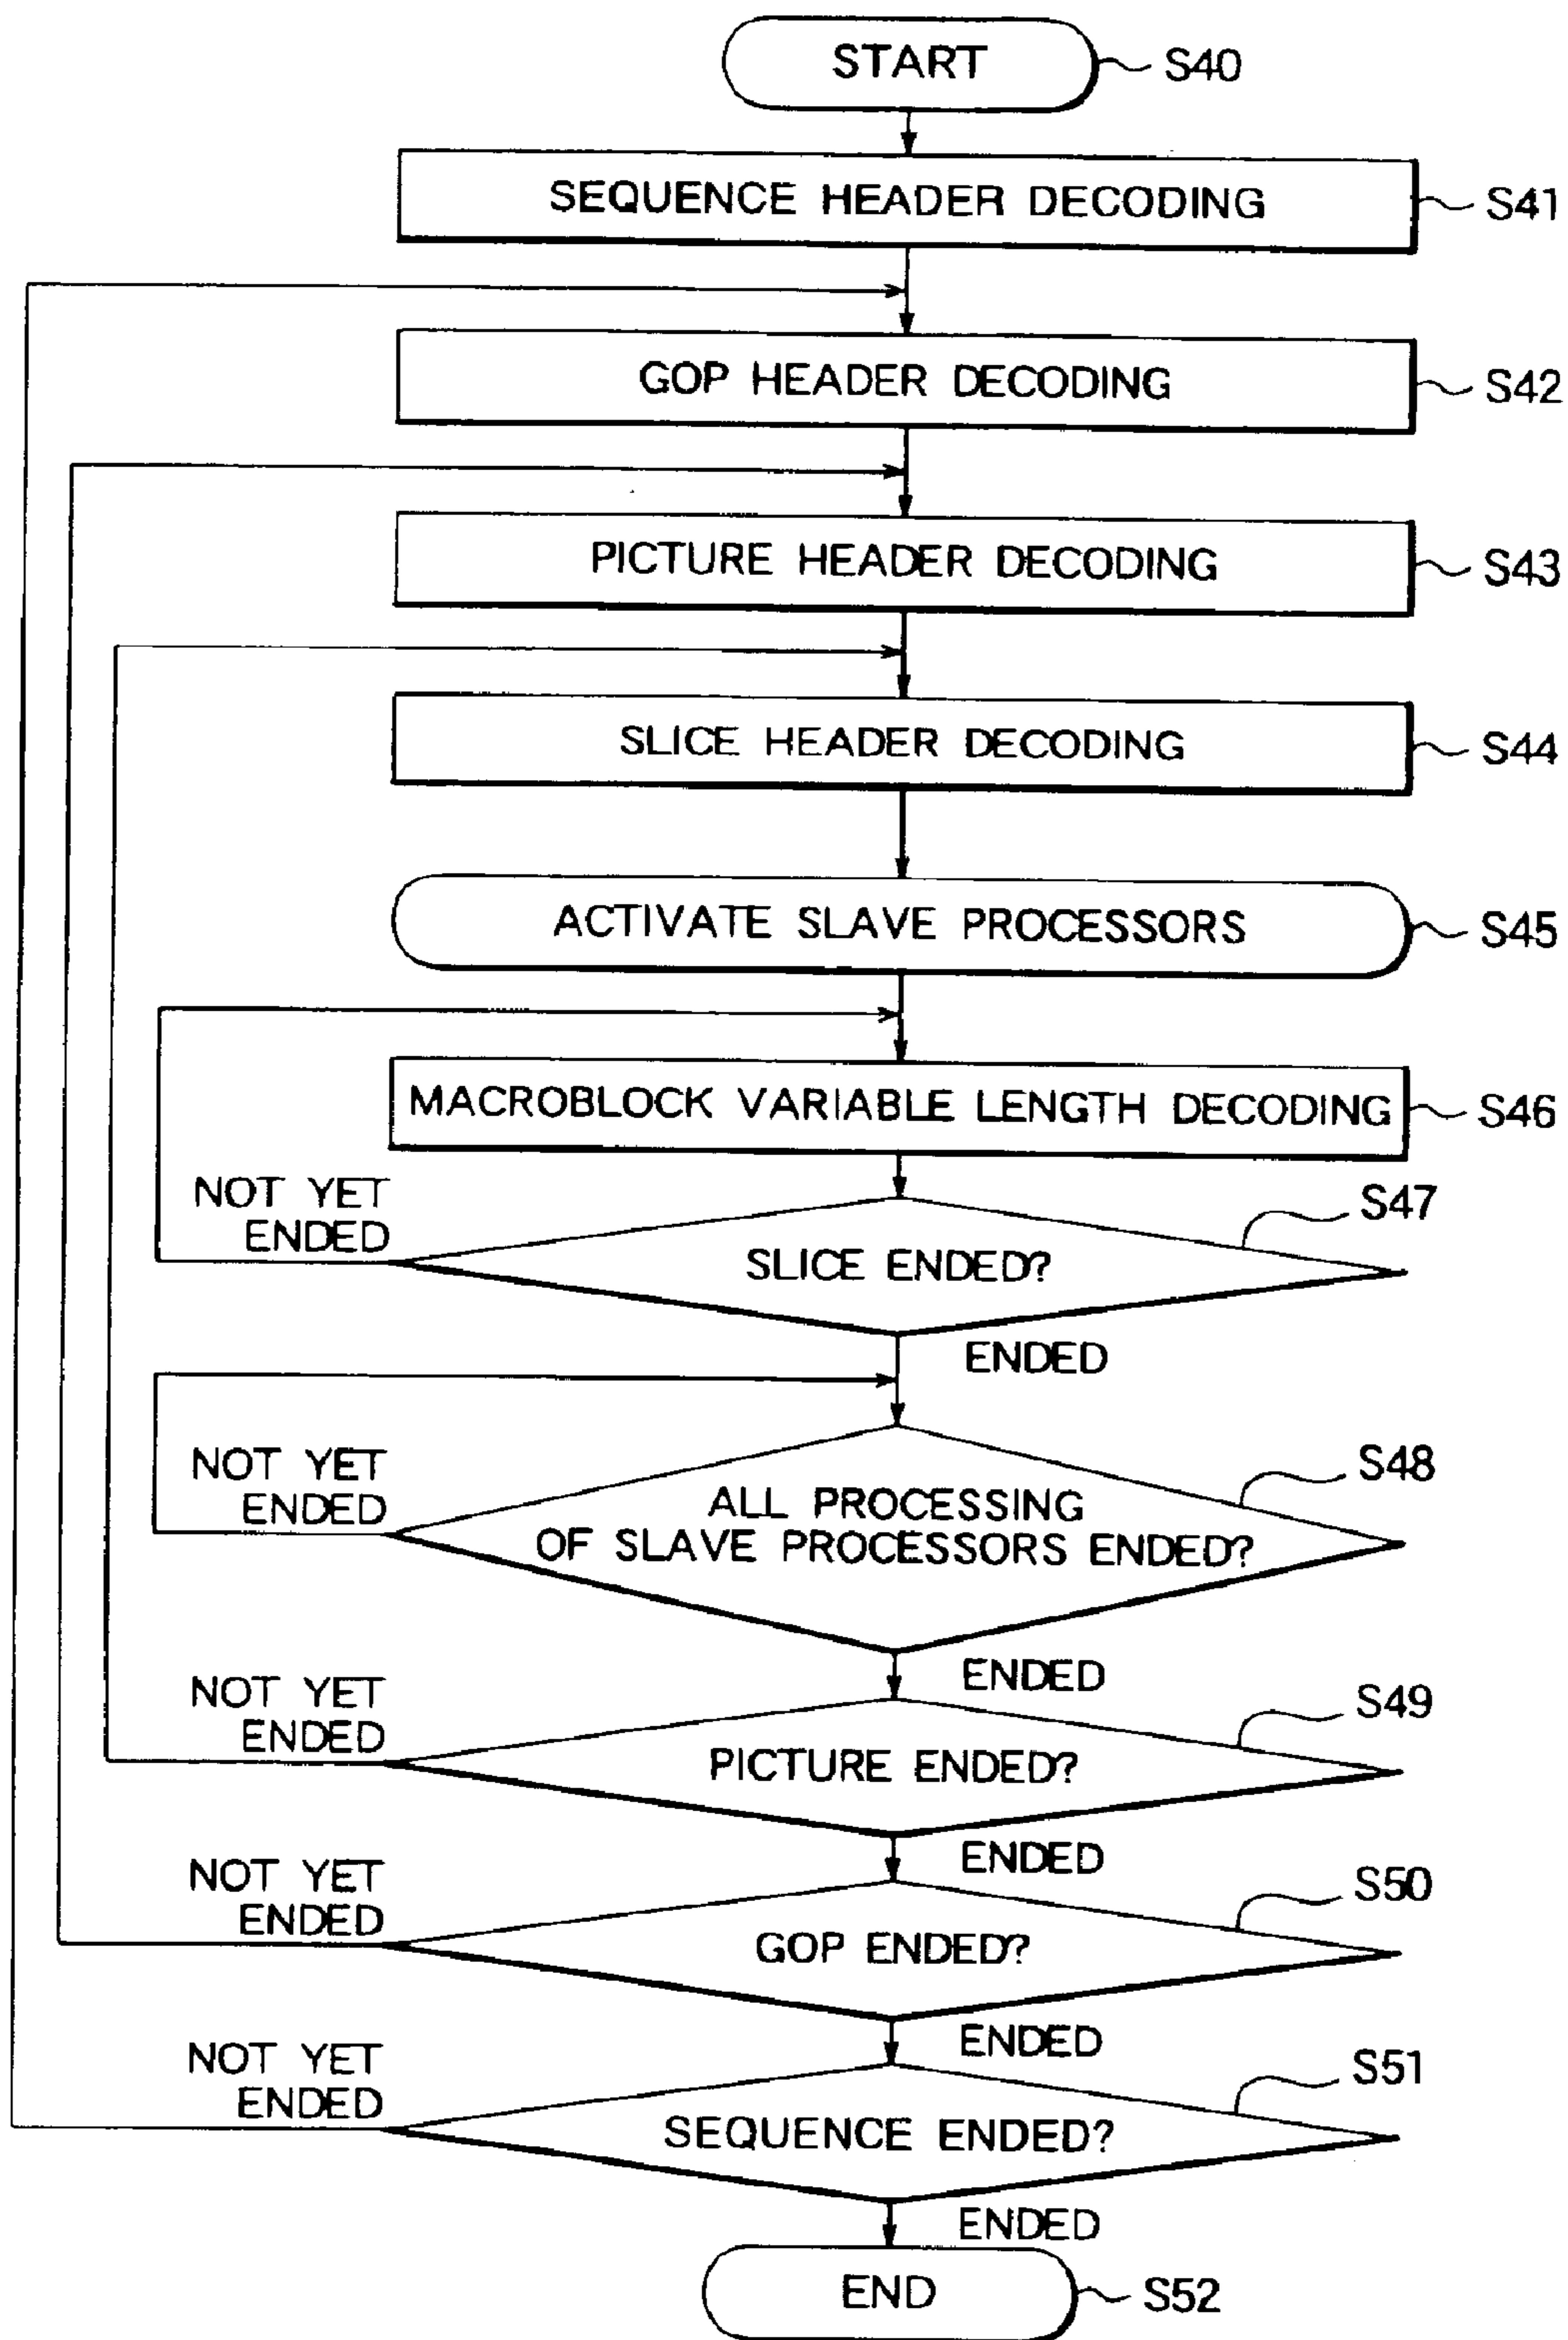 START
S40
SEQUENCE HEADER DECODING
S41
GOP HEADER DECODING
S42
PICTURE HEADER DECODING
S43
SLICE HEADER DECODING
S44
ACTIVATE SLAVE PROCESSORS
S45
MACROBLOCK VARIABLE LENGTH DECODING
S46
NOT YET
ENDED
S47
SLICE ENDED?
ENDED
NOT YET
ENDED
S48
ALL PROCESSING
OF SLAVE PROCESSORS ENDED?
ENDED
NOT YET
ENDED
S49
PICTURE ENDED?
ENDED
NOT YET
ENDED
S50
GOP ENDED?
ENDED
NOT YET
ENDED
S51
SEQUENCE ENDED?
ENDED
END
S52